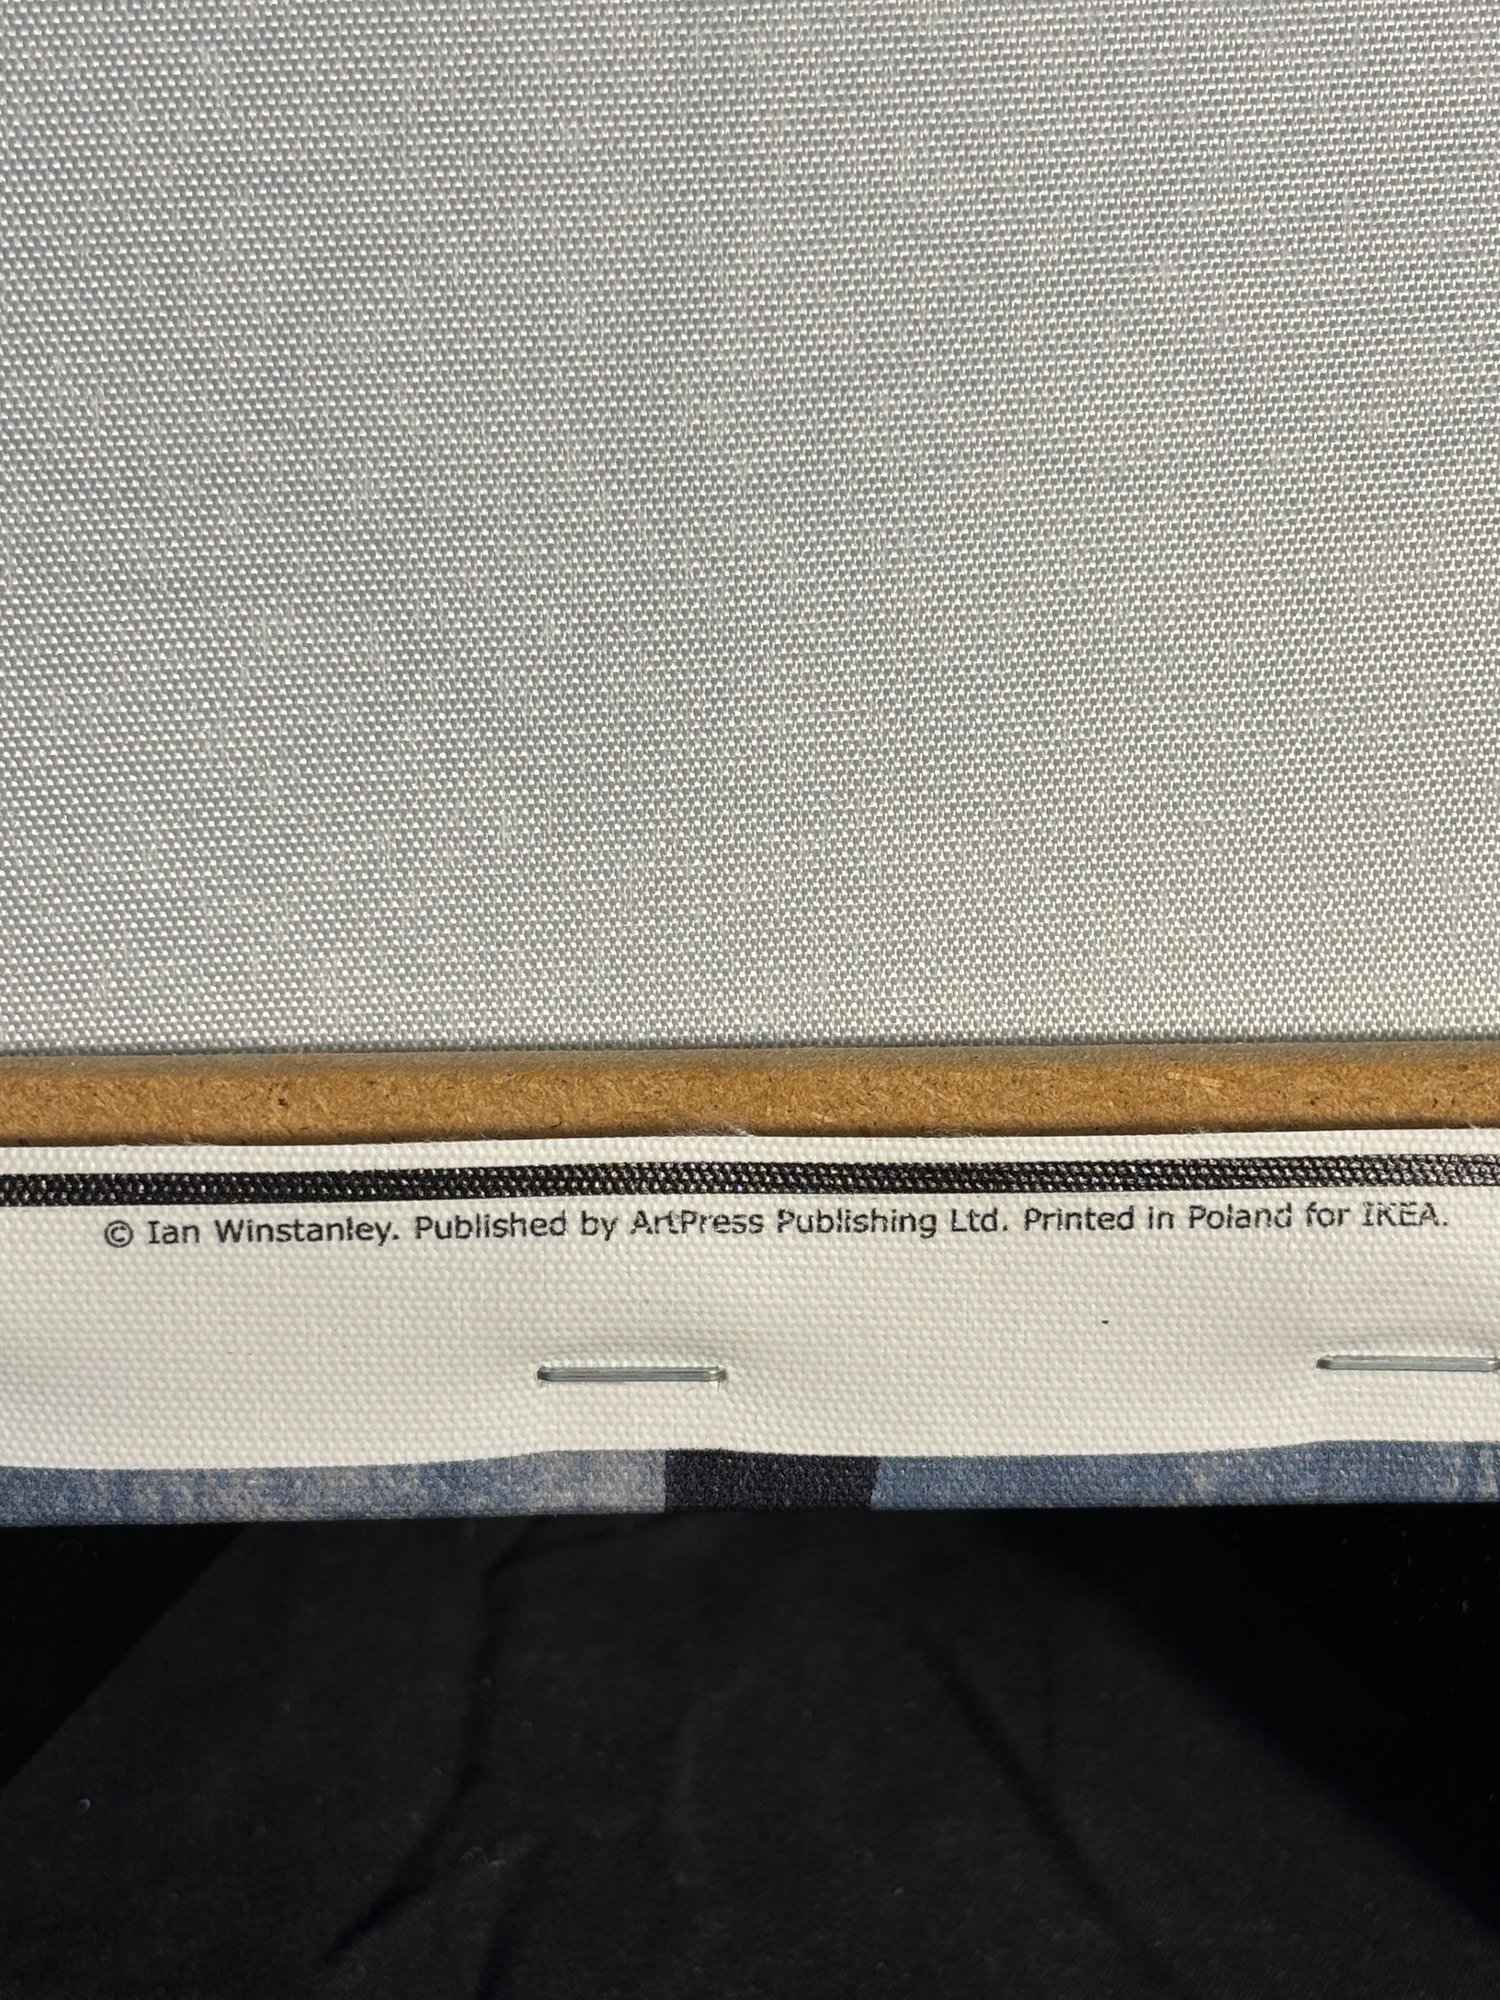 © Ian Winstanley. Published by ArtPress Publishing Ltd. Printed in Poland for IKEA.